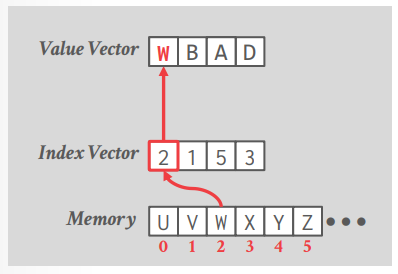 Value Vector W B A D
Index Vector 2 1 5 3
Memory U V W X Y Z •••
0 1 2 3 4 5